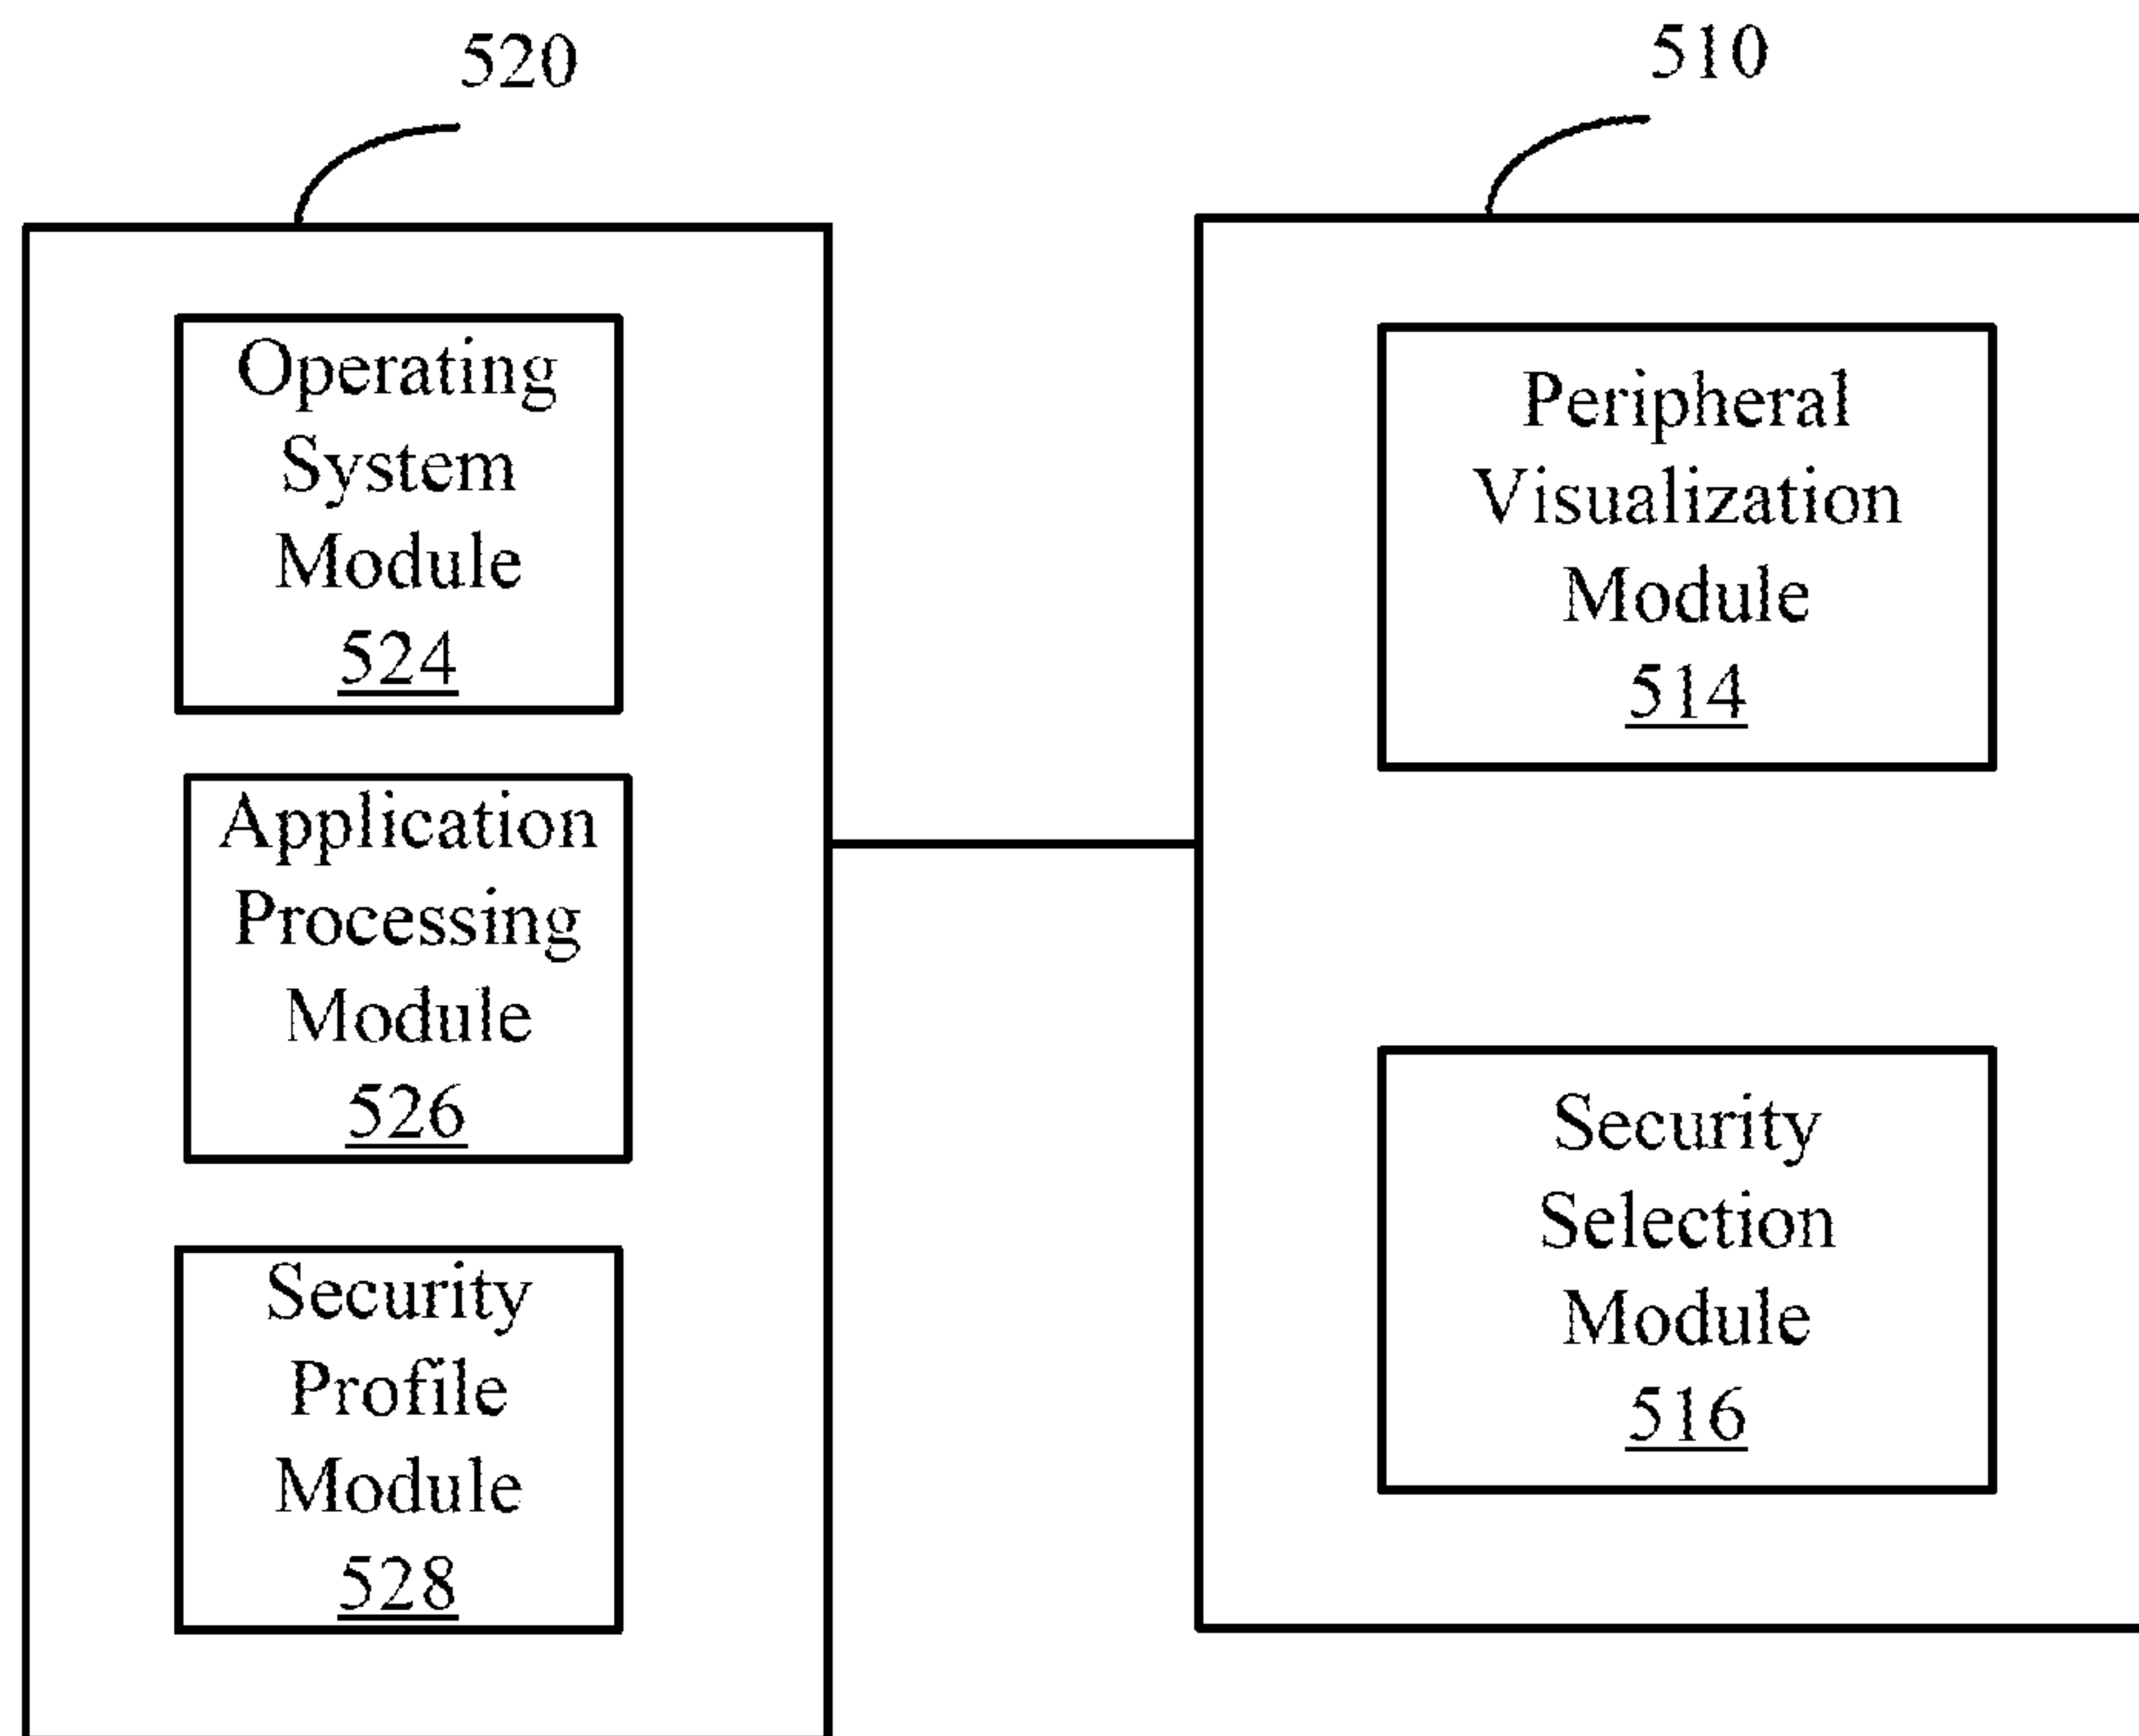 520
Operating
System
Module
524
Application
Processing
Module
526
Security
Profile
Module
528
510
Peripheral
Visualization
Module
514
Security
Selection
Module
516